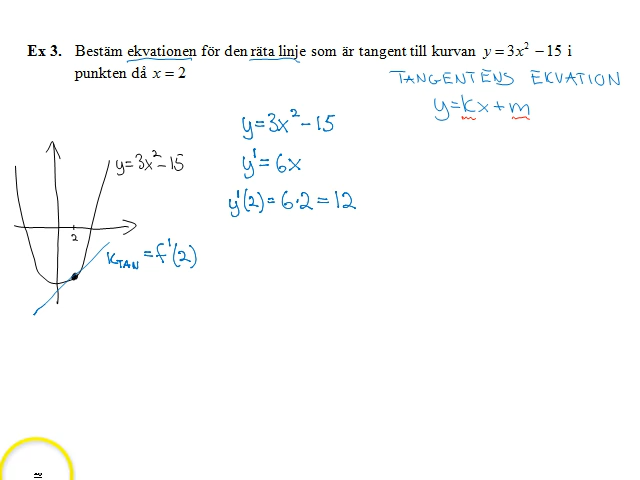 Ex 3. Bestäm ekvationen för den räta linje som är tangent till kurvan y = 3x² − 15 i
punkten då x = 2
TANGENTENS EKVATION
y=kx+m
y=3x²-15
y'=6x
y'(2)=6·2=12
y=3x²-15
2
K_TAN = f'(2)